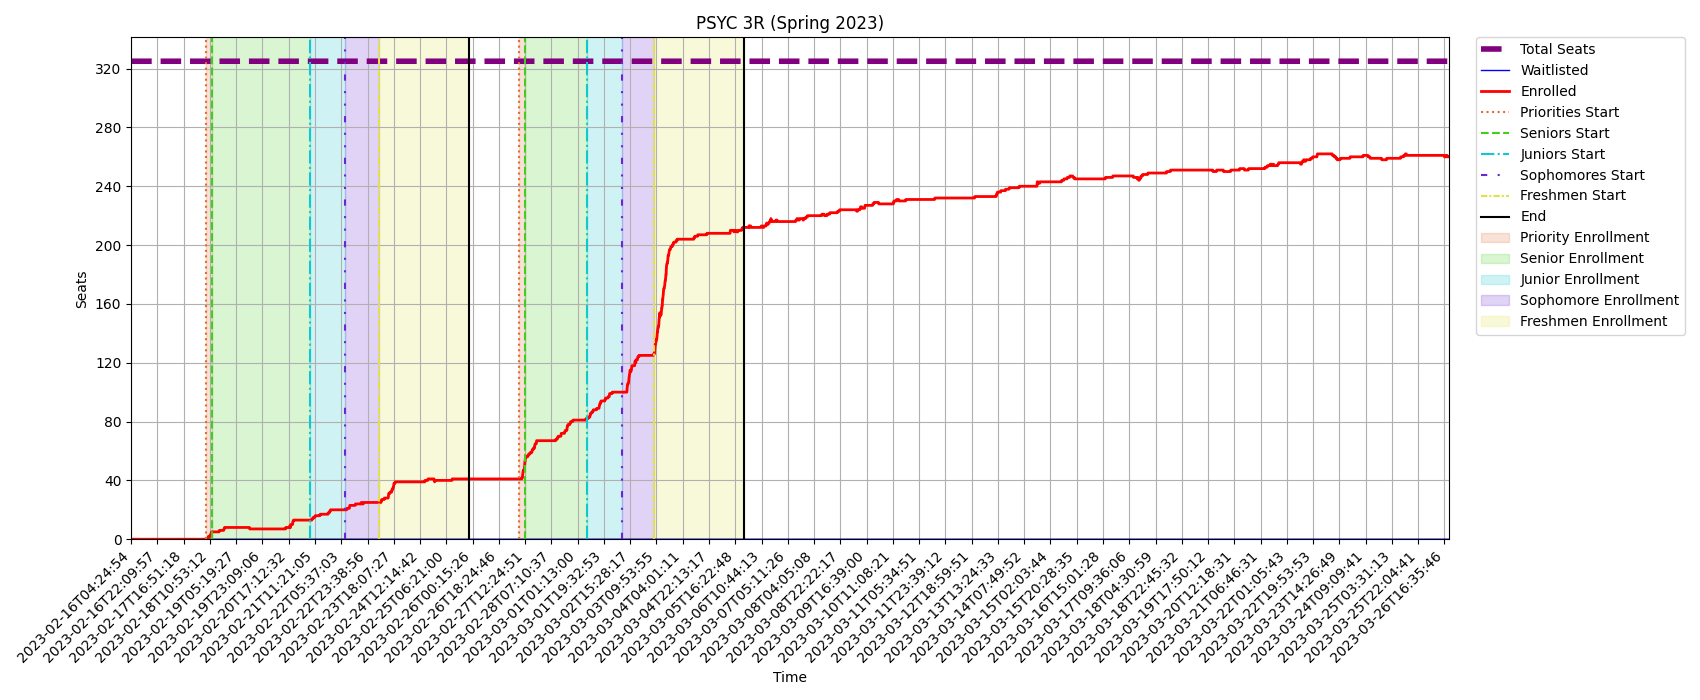 PSYC 3R (Spring 2023)
Seats
320
280
240
200
160
120
80
40
0
2023-02-16T04:24:54
2023-02-16T22:09:57
2023-02-17T16:51:18
2023-02-18T10:53:12
2023-02-19T05:19:27
2023-02-19T23:09:06
2023-02-20T17:12:32
2023-02-21T11:21:05
2023-02-22T05:37:03
2023-02-22T23:38:56
2023-02-23T18:07:27
2023-02-24T12:14:42
2023-02-25T06:21:00
2023-02-26T00:15:26
2023-02-26T18:24:46
2023-02-27T12:24:51
2023-02-28T07:10:37
2023-03-01T01:13:00
2023-03-01T19:32:53
2023-03-02T15:28:17
2023-03-03T09:53:55
2023-03-04T04:01:11
2023-03-04T22:13:17
2023-03-05T16:22:48
2023-03-06T10:44:13
2023-03-07T05:11:26
2023-03-08T04:05:08
2023-03-08T22:22:17
2023-03-09T16:39:00
2023-03-10T11:08:21
2023-03-11T05:34:51
2023-03-11T23:39:12
2023-03-12T18:59:51
2023-03-13T13:24:33
2023-03-14T07:49:52
2023-03-15T02:03:44
2023-03-15T20:28:35
2023-03-16T15:01:28
2023-03-17T09:36:06
2023-03-18T04:30:59
2023-03-18T22:45:32
2023-03-19T17:50:12
2023-03-20T12:18:31
2023-03-21T06:46:31
2023-03-22T01:05:43
2023-03-22T19:53:53
2023-03-23T14:26:49
2023-03-24T09:09:41
2023-03-25T03:31:13
2023-03-25T22:04:41
2023-03-26T16:35:46
Time
Total Seats
Waitlisted
Enrolled
Priorities Start
Seniors Start
Juniors Start
Sophomores Start
Freshmen Start
End
Priority Enrollment
Senior Enrollment
Junior Enrollment
Sophomore Enrollment
Freshmen Enrollment